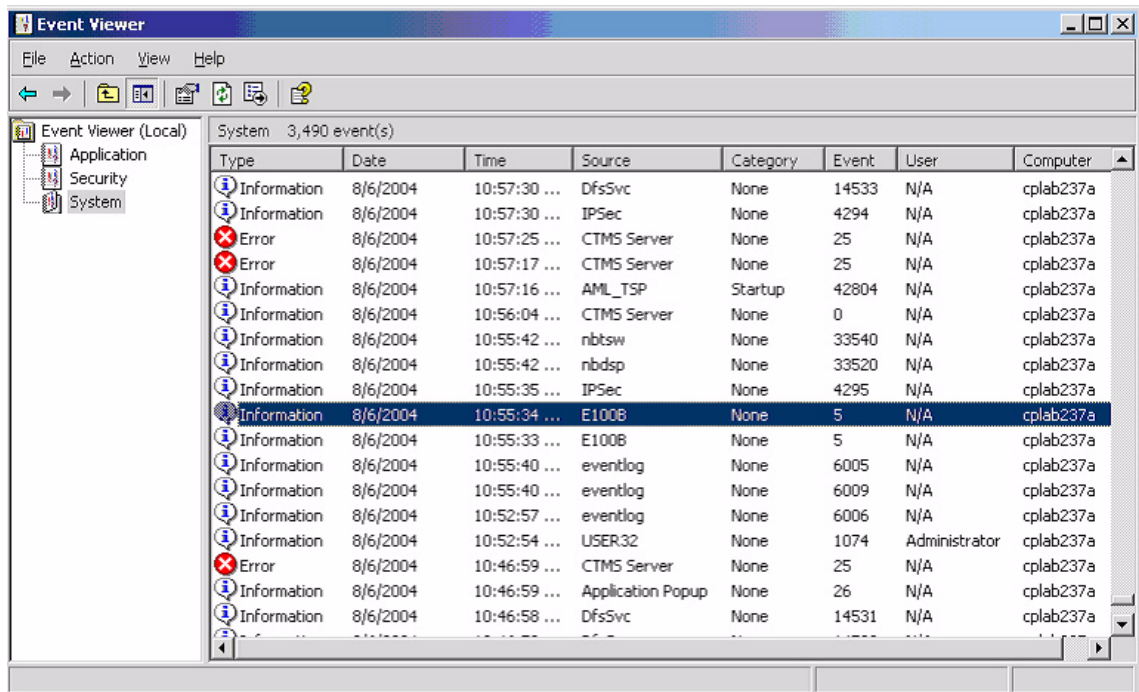 Event Viewer
File Action View Help
Event Viewer (Local)
Application
Security
System
System 3,490 event(s)
Type Date Time Source Category Event User Computer
Information 8/6/2004 10:57:30 ... DfsSvc None 14533 N/A cplab237a
Information 8/6/2004 10:57:30 ... IPSec None 4294 N/A cplab237a
Error 8/6/2004 10:57:25 ... CTMS Server None 25 N/A cplab237a
Error 8/6/2004 10:57:17 ... CTMS Server None 25 N/A cplab237a
Information 8/6/2004 10:57:16 ... AML_TSP Startup 42804 N/A cplab237a
Information 8/6/2004 10:56:04 ... CTMS Server None 0 N/A cplab237a
Information 8/6/2004 10:55:42 ... nbtsw None 33540 N/A cplab237a
Information 8/6/2004 10:55:42 ... nbdsp None 33520 N/A cplab237a
Information 8/6/2004 10:55:35 ... IPSec None 4295 N/A cplab237a
Information 8/6/2004 10:55:34 ... E100B None 5 N/A cplab237a
Information 8/6/2004 10:55:33 ... E100B None 5 N/A cplab237a
Information 8/6/2004 10:55:40 ... eventlog None 6005 N/A cplab237a
Information 8/6/2004 10:55:40 ... eventlog None 6009 N/A cplab237a
Information 8/6/2004 10:52:57 ... eventlog None 6006 N/A cplab237a
Information 8/6/2004 10:52:54 ... USER32 None 1074 Administrator cplab237a
Error 8/6/2004 10:46:59 ... CTMS Server None 25 N/A cplab237a
Information 8/6/2004 10:46:59 ... Application Popup None 26 N/A cplab237a
Information 8/6/2004 10:46:58 ... DfsSvc None 14531 N/A cplab237a